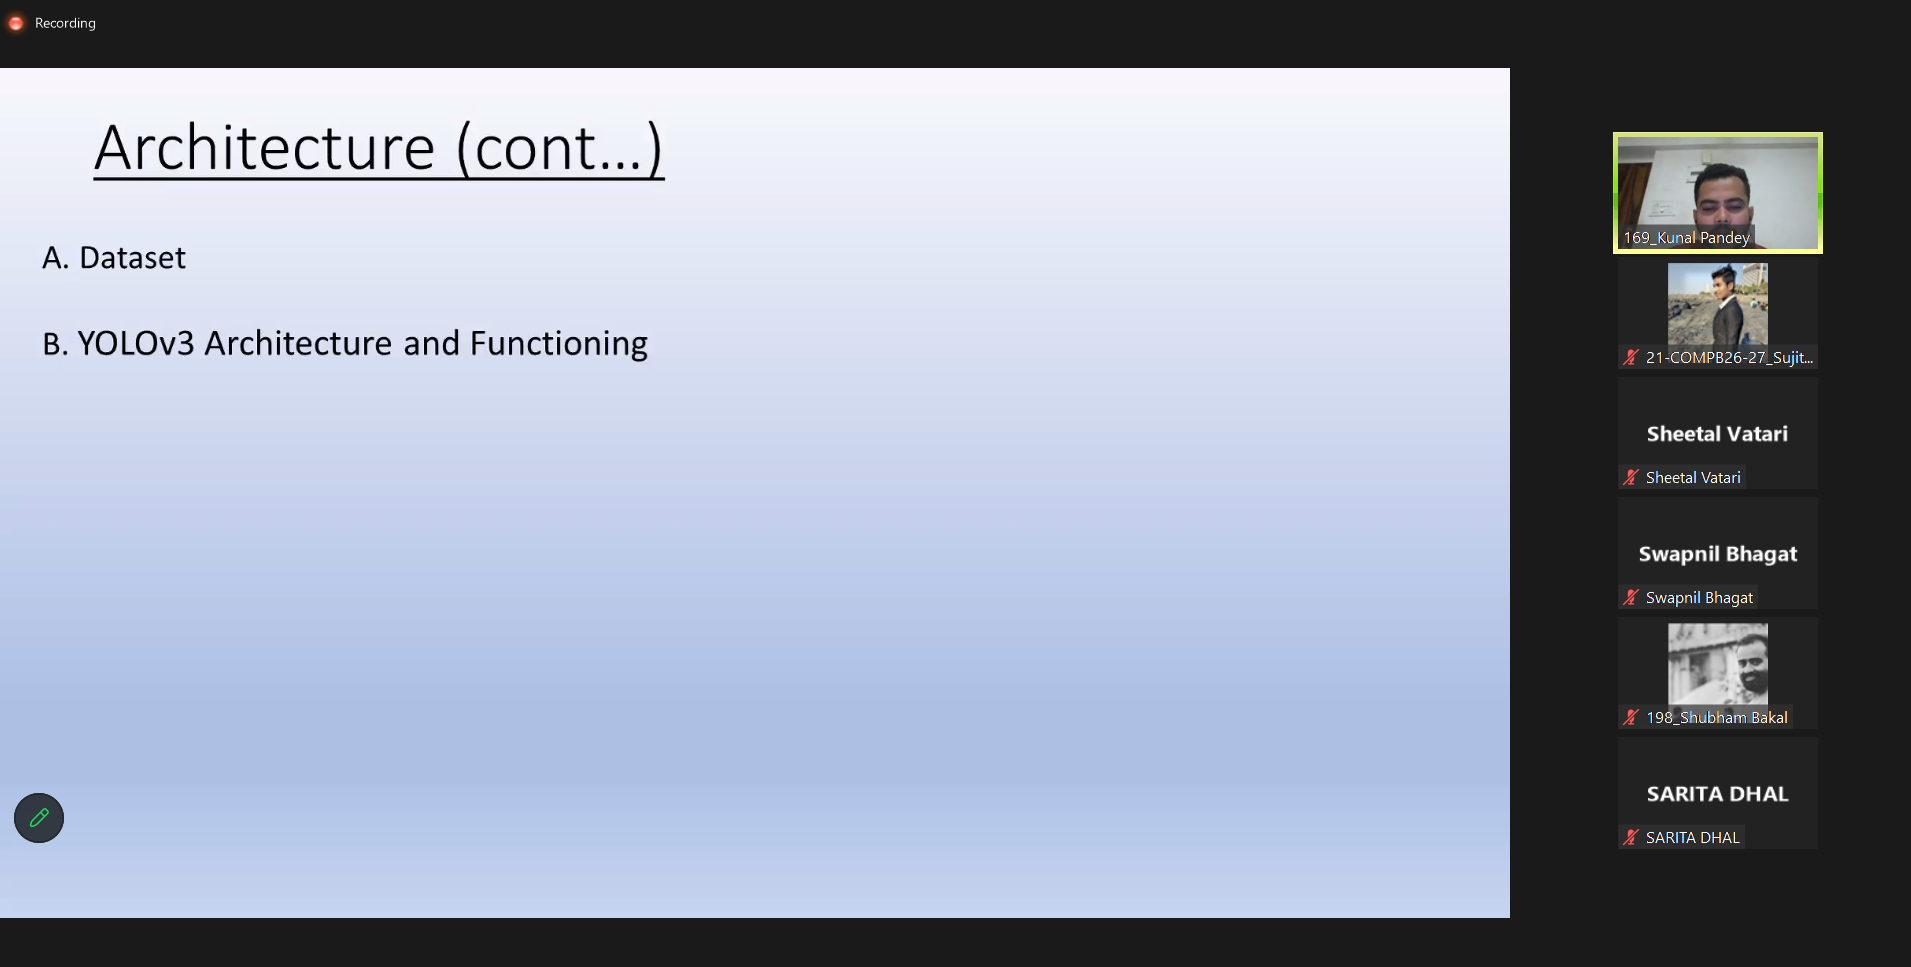 Recording
Architecture (cont...)
A. Dataset
B. YOLOv3 Architecture and Functioning
169_Kunal Pandey
21-COMPB26-27_Sujit...
Sheetal Vatari
Sheetal Vatari
Swapnil Bhagat
Swapnil Bhagat
198_Shubham Bakal
SARITA DHAL
SARITA DHAL